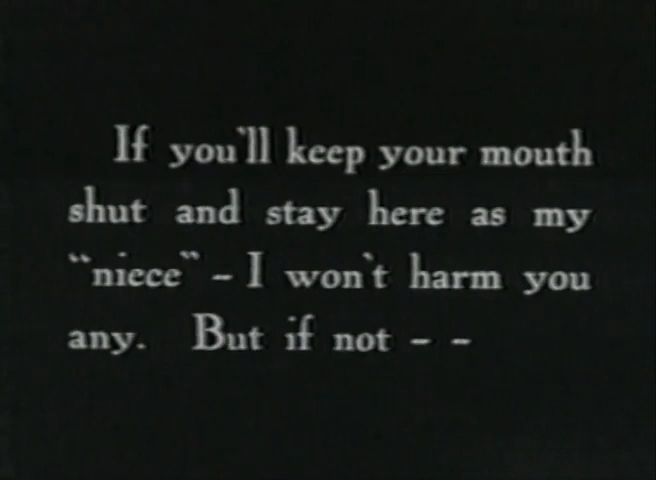 If you'll keep your mouth
shut and stay here as my
"niece" - I won't harm you
any. But if not - -